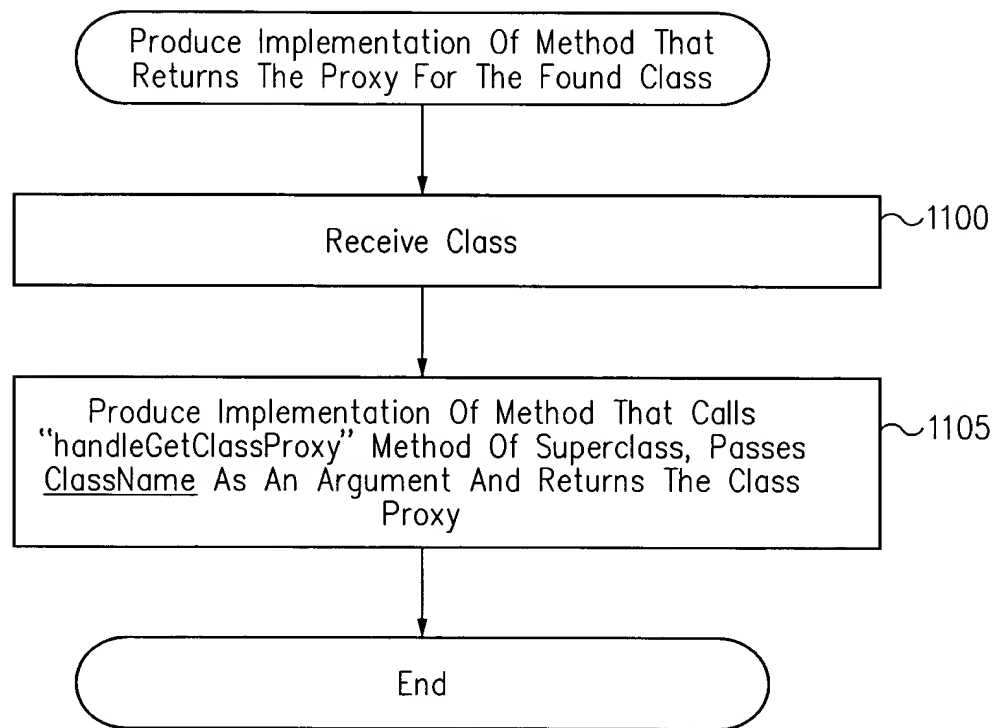 Produce Implementation Of Method That
Returns The Proxy For The Found Class
Receive Class
1100
Produce Implementation Of Method That Calls
"handleGetClassProxy" Method Of Superclass, Passes
ClassName As An Argument And Returns The Class
Proxy
1105
End